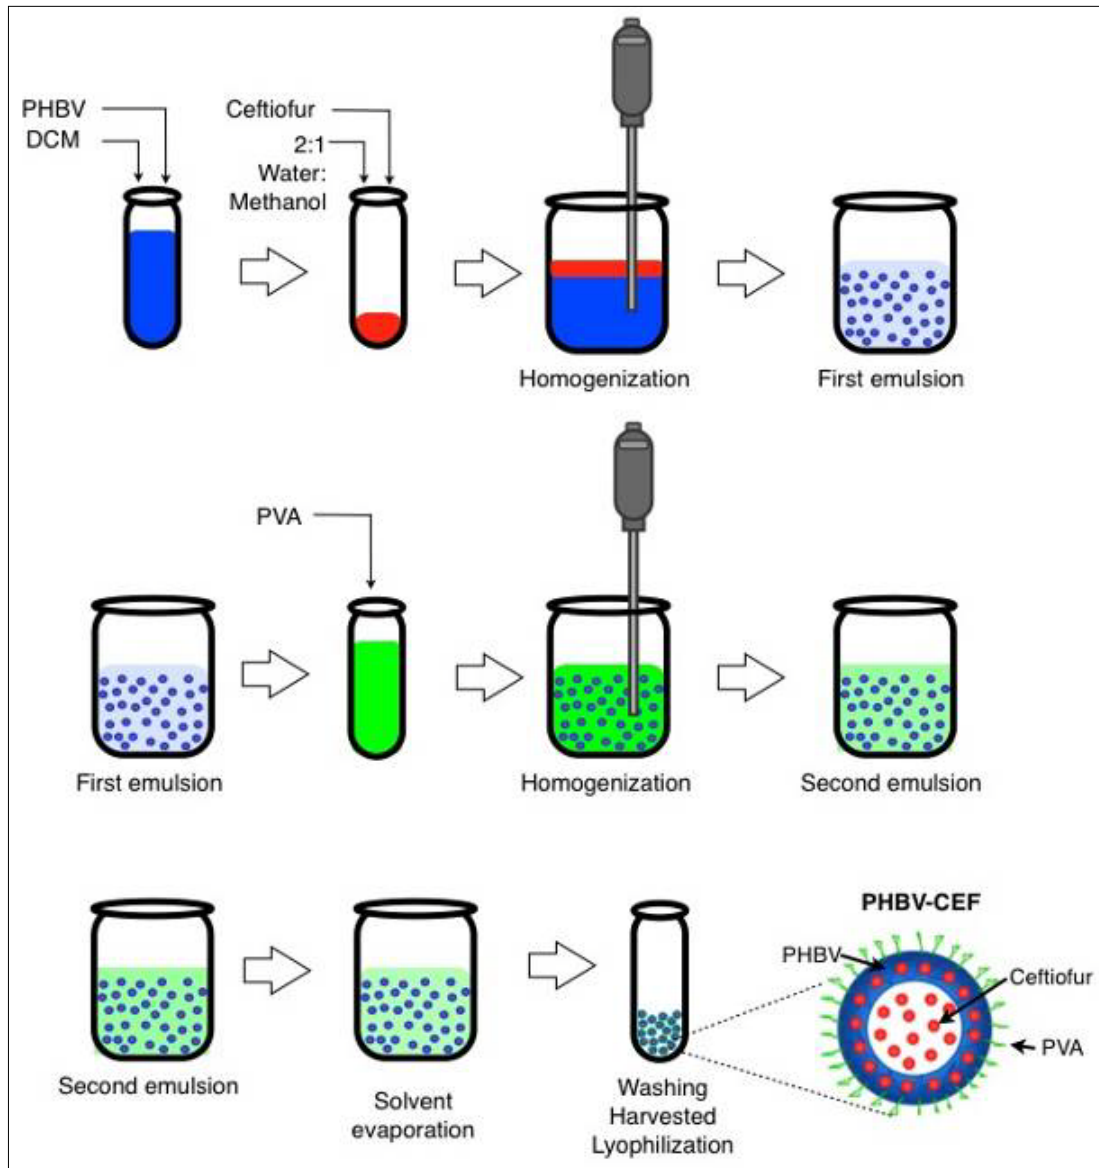 PHBV
DCM
Ceftiofur
2:1
Water:
Methanol
Homogenization
First emulsion
PVA
First emulsion
Homogenization
Second emulsion
PHBV-CEF
PHBV
Ceftiofur
PVA
Second emulsion
Solvent
evaporation
Washing
Harvested
Lyophilization